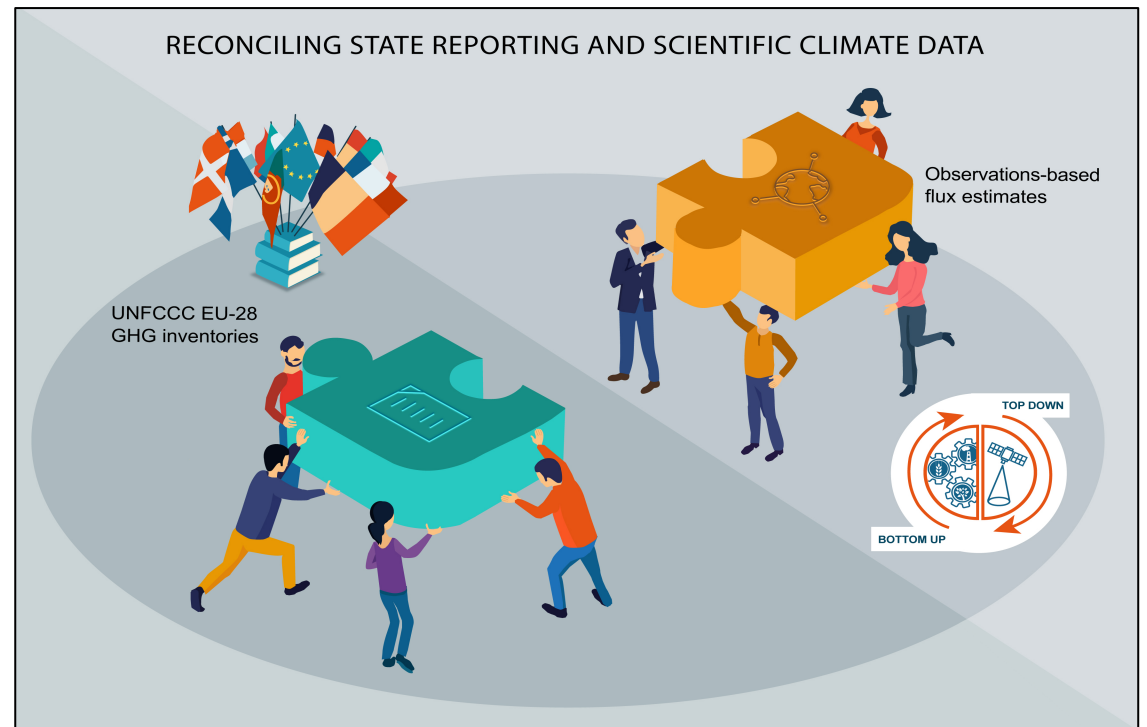 RECONCILING STATE REPORTING AND SCIENTIFIC CLIMATE DATA
Observations-based
flux estimates
UNFCCC EU-28
GHG inventories
TOP DOWN
BOTTOM UP